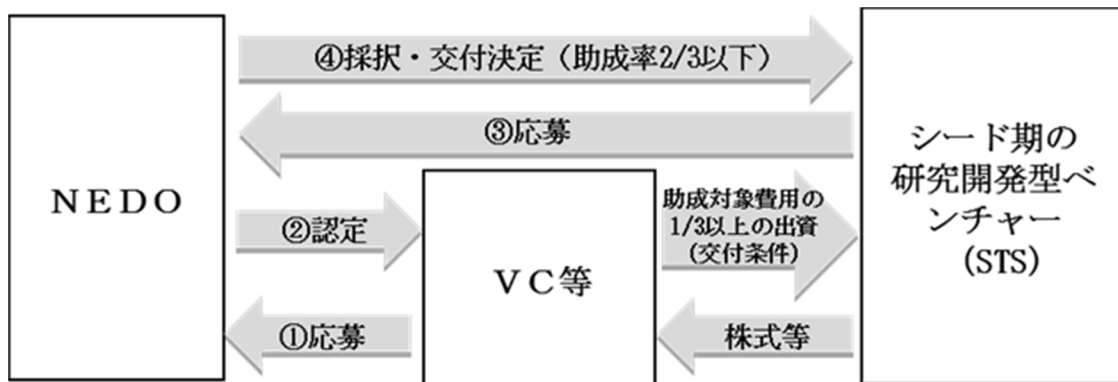 ④採択・交付決定（助成率2/3以下）
③応募
NEDO
シード期の
研究開発型ベ
ンチャー
(STS)
②認定
助成対象費用の
1/3以上の出資
(交付条件)
VC等
①応募
株式等